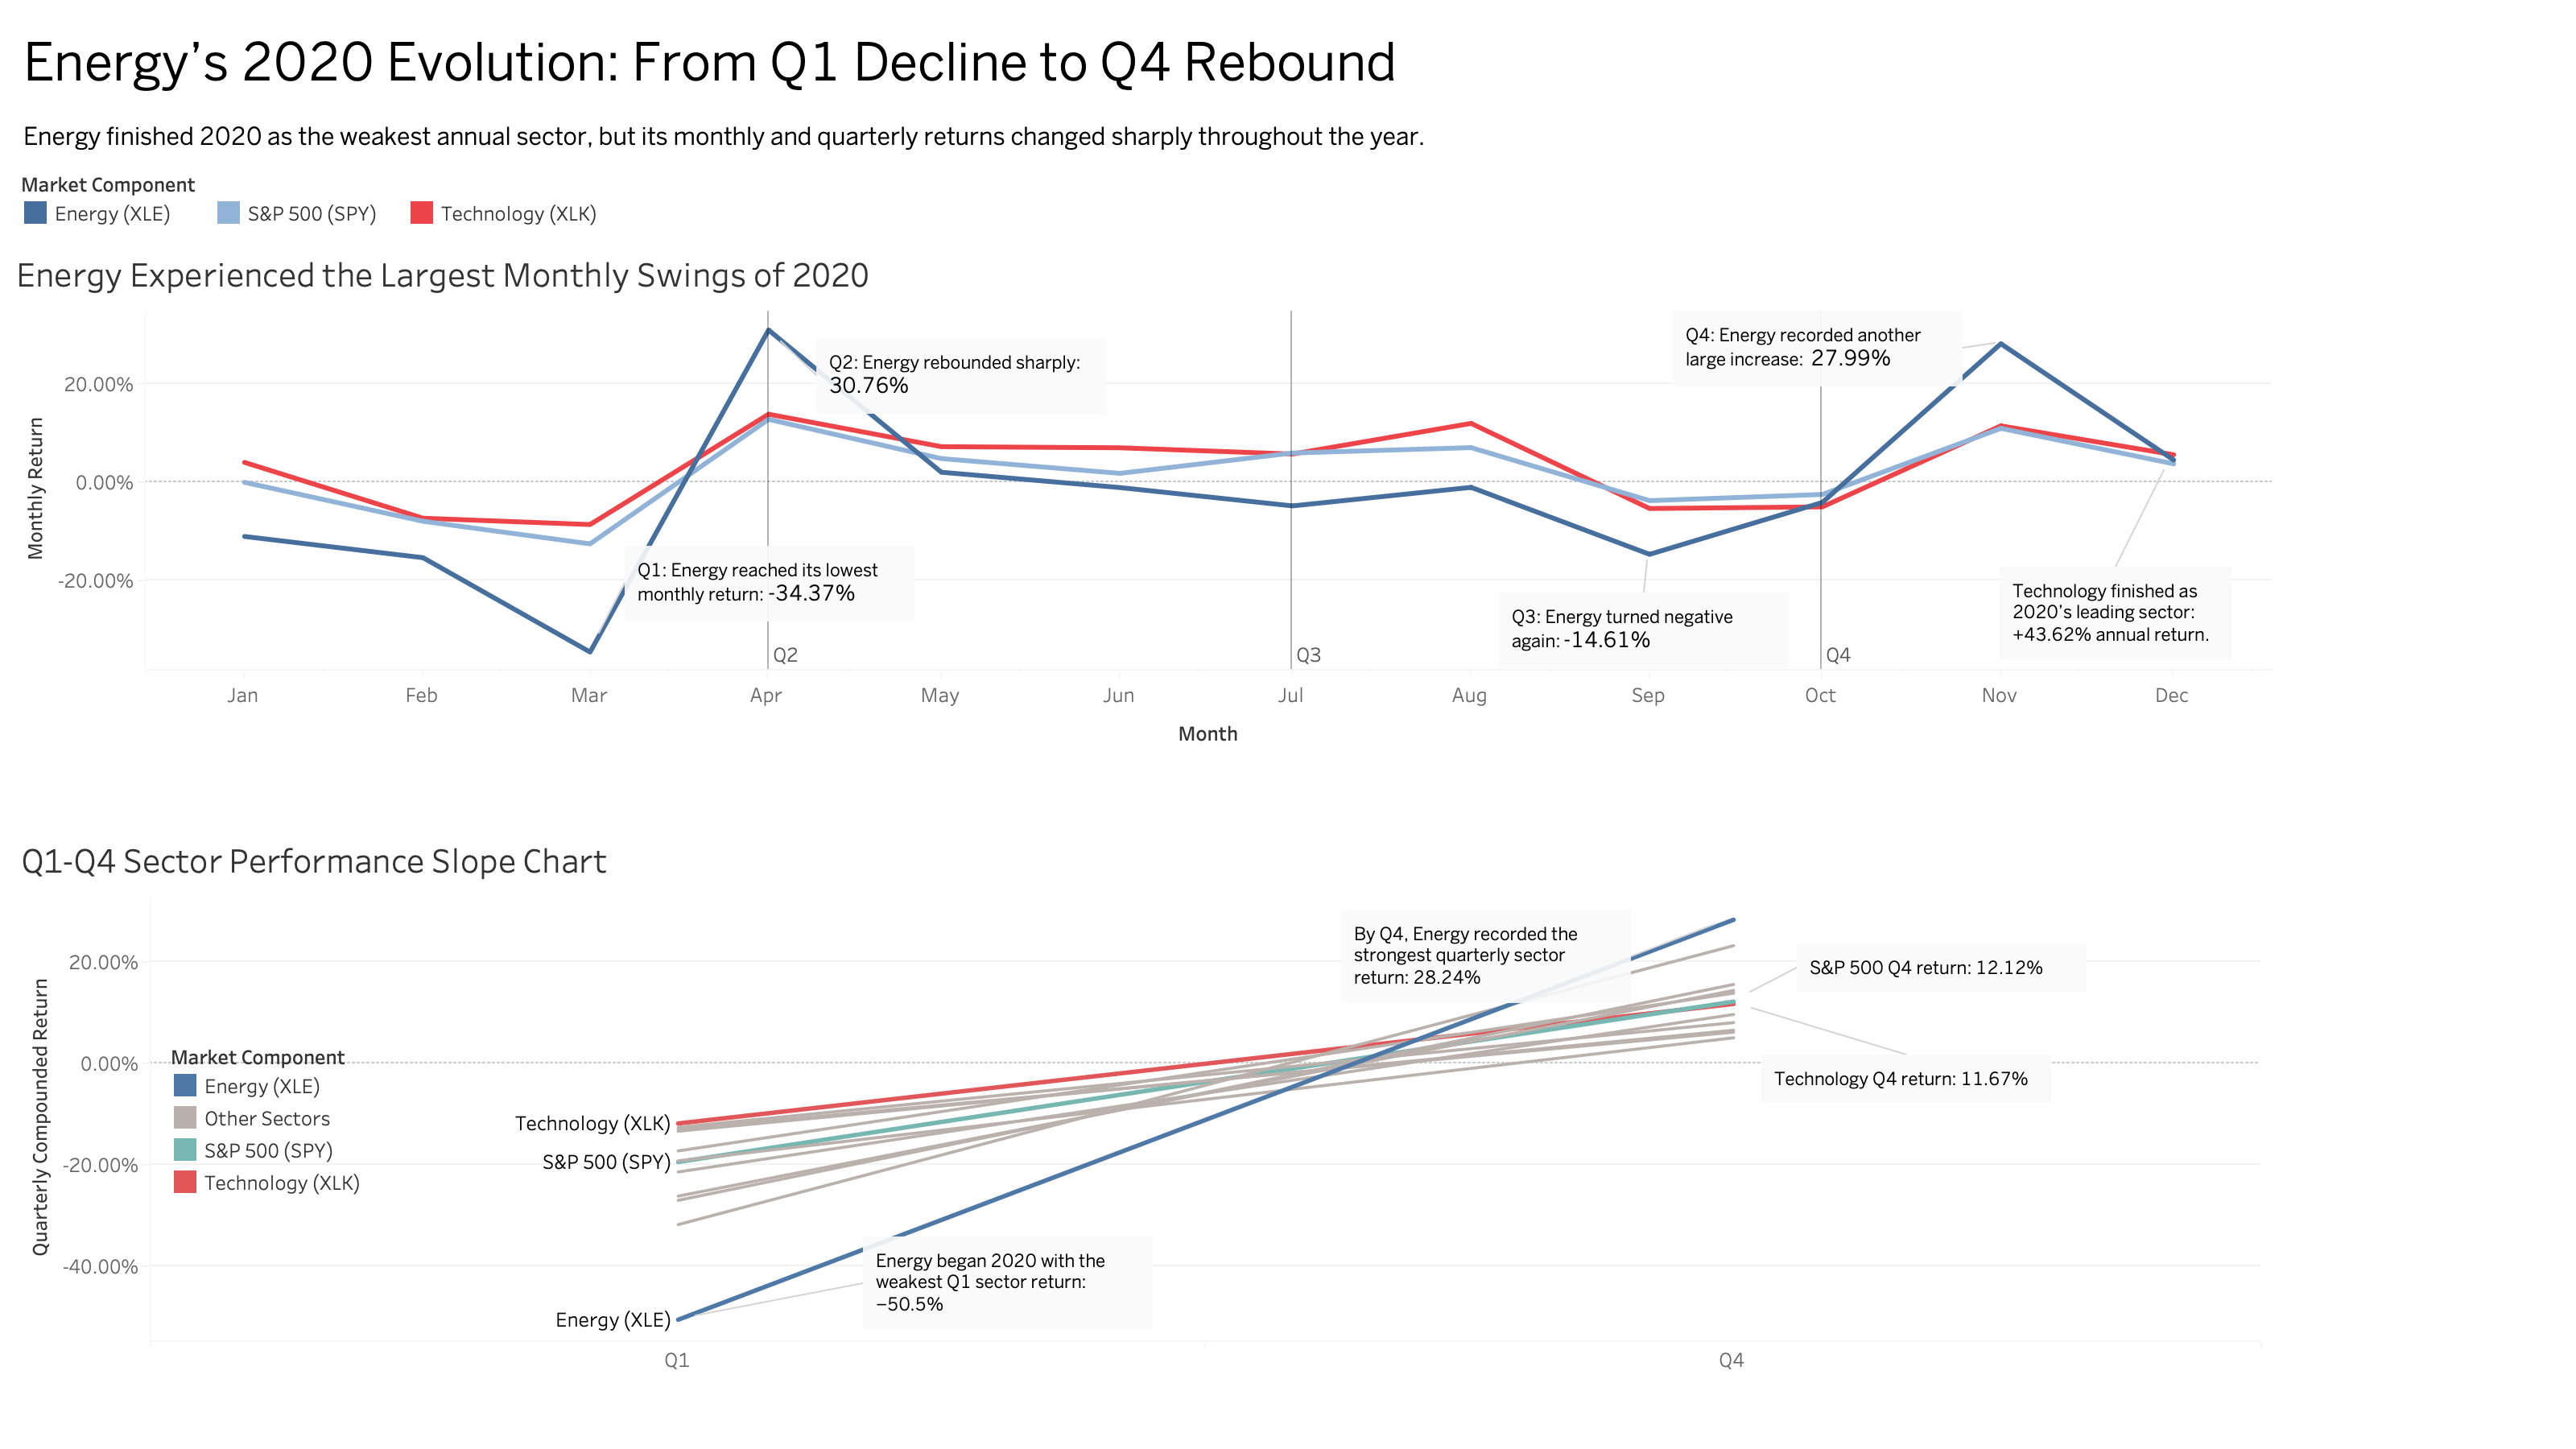 Energy’s 2020 Evolution: From Q1 Decline to Q4 Rebound
Energy finished 2020 as the weakest annual sector, but its monthly and quarterly returns changed sharply throughout the year.
Market Component
Energy (XLE)
S&P 500 (SPY)
Technology (XLK)
Energy Experienced the Largest Monthly Swings of 2020
Monthly Return
20.00%
0.00%
-20.00%
Q2: Energy rebounded sharply:
30.76%
Q4: Energy recorded another
large increase: 27.99%
Q1: Energy reached its lowest
monthly return: -34.37%
Q3: Energy turned negative
again: -14.61%
Technology finished as
2020's leading sector:
+43.62% annual return.
Q2
Q3
Q4
Jan
Feb
Mar
Apr
May
Jun
Jul
Aug
Sep
Oct
Nov
Dec
Month
Q1-Q4 Sector Performance Slope Chart
Quarterly Compounded Return
20.00%
0.00%
-20.00%
-40.00%
Market Component
Energy (XLE)
Other Sectors
S&P 500 (SPY)
Technology (XLK)
Technology (XLK)
S&P 500 (SPY)
Energy (XLE)
By Q4, Energy recorded the
strongest quarterly sector
return: 28.24%
S&P 500 Q4 return: 12.12%
Technology Q4 return: 11.67%
Energy began 2020 with the
weakest Q1 sector return:
−50.5%
Q1
Q4